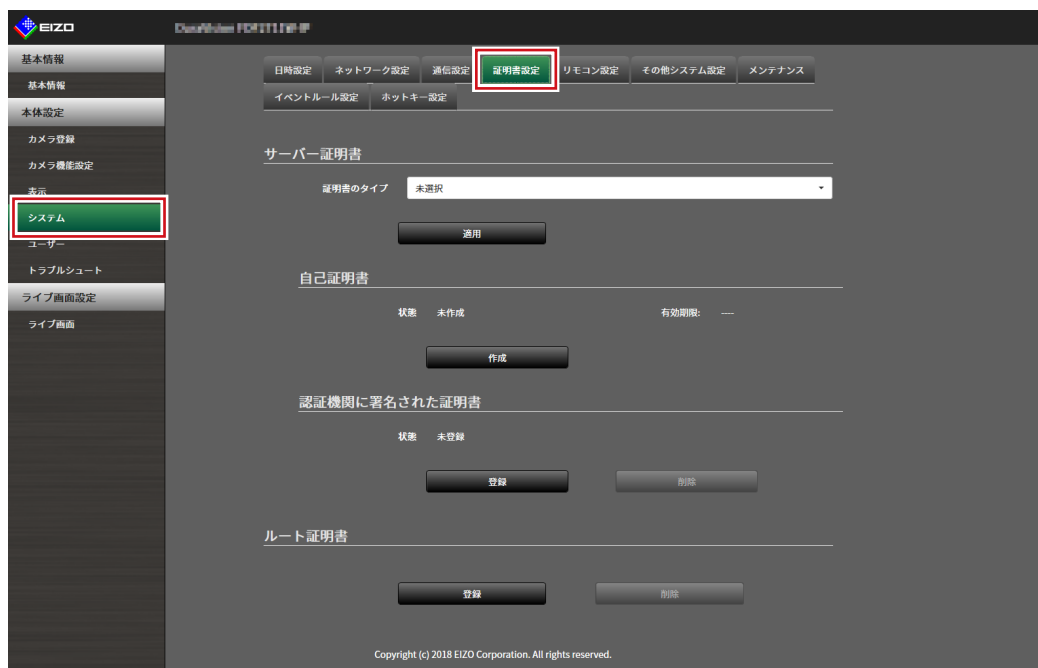 EIZO
基本情報
基本情報
本体設定
カメラ登録
カメラ機能設定
表示
システム
ユーザー
トラブルシュート
ライブ画面設定
ライブ画面
日時設定 ネットワーク設定 通信設定 証明書設定 リモコン設定 その他システム設定 メンテナンス
イベントルール設定 ホットキー設定
サーバー証明書
証明書のタイプ 未選択
適用
自己証明書
状態 未作成 有効期限: ----
作成
認証機関に署名された証明書
状態 未登録
登録 削除
ルート証明書
登録 削除
Copyright (c) 2018 EIZO Corporation. All rights reserved.